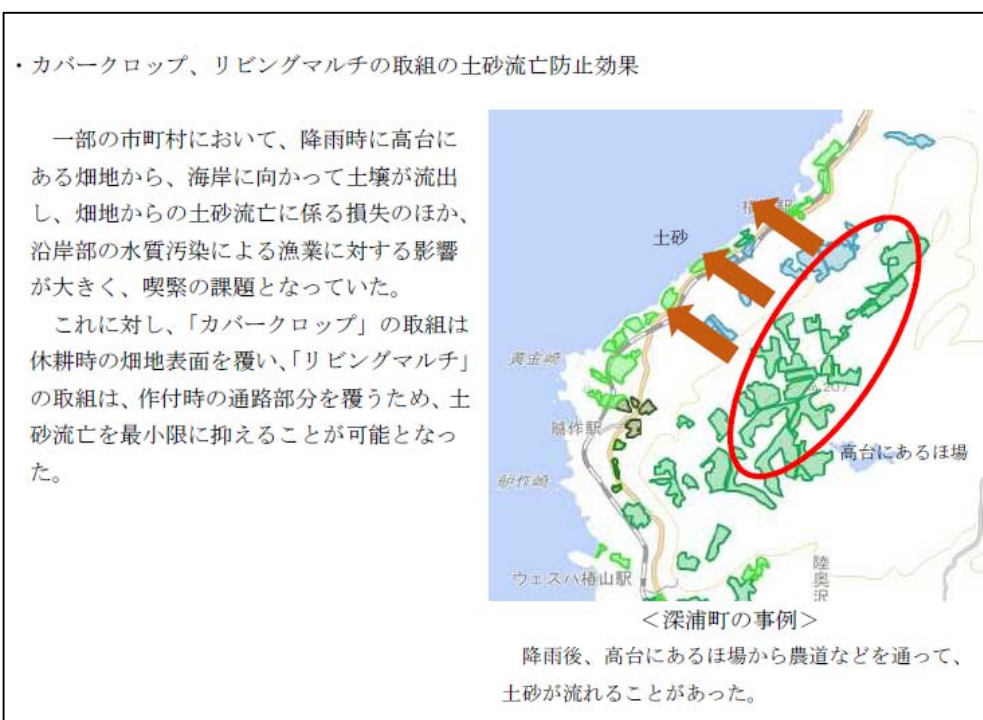 ・カバークロップ、リビングマルチの取組の土砂流亡防止効果
一部の市町村において、降雨時に高台に
ある畑地から、海岸に向かって土壌が流出
し、畑地からの土砂流亡に係る損失のほか、
沿岸部の水質汚染による漁業に対する影響
が大きく、喫緊の課題となっていた。
これに対し、「カバークロップ」の取組は
休耕時の畑地表面を覆い、「リビングマルチ」
の取組は、作付時の通路部分を覆うため、土
砂流亡を最小限に抑えることが可能となっ
た。
土砂
黄金崎
艫作駅
艫作崎
高台にあるほ場
ウェスパ椿山駅
陸奥沢
＜深浦町の事例＞
降雨後、高台にあるほ場から農道などを通って、
土砂が流れることがあった。